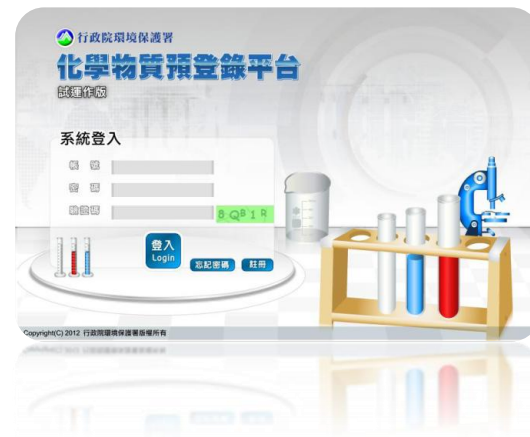 行政院環境保護署
化學物質預登錄平台
試運作版
系統登入
帳 號
密 碼
驗證碼
8 Q B 1 R
登入
Login
忘記密碼
註冊
Copyright(C) 2012 行政院環境保護署版權所有